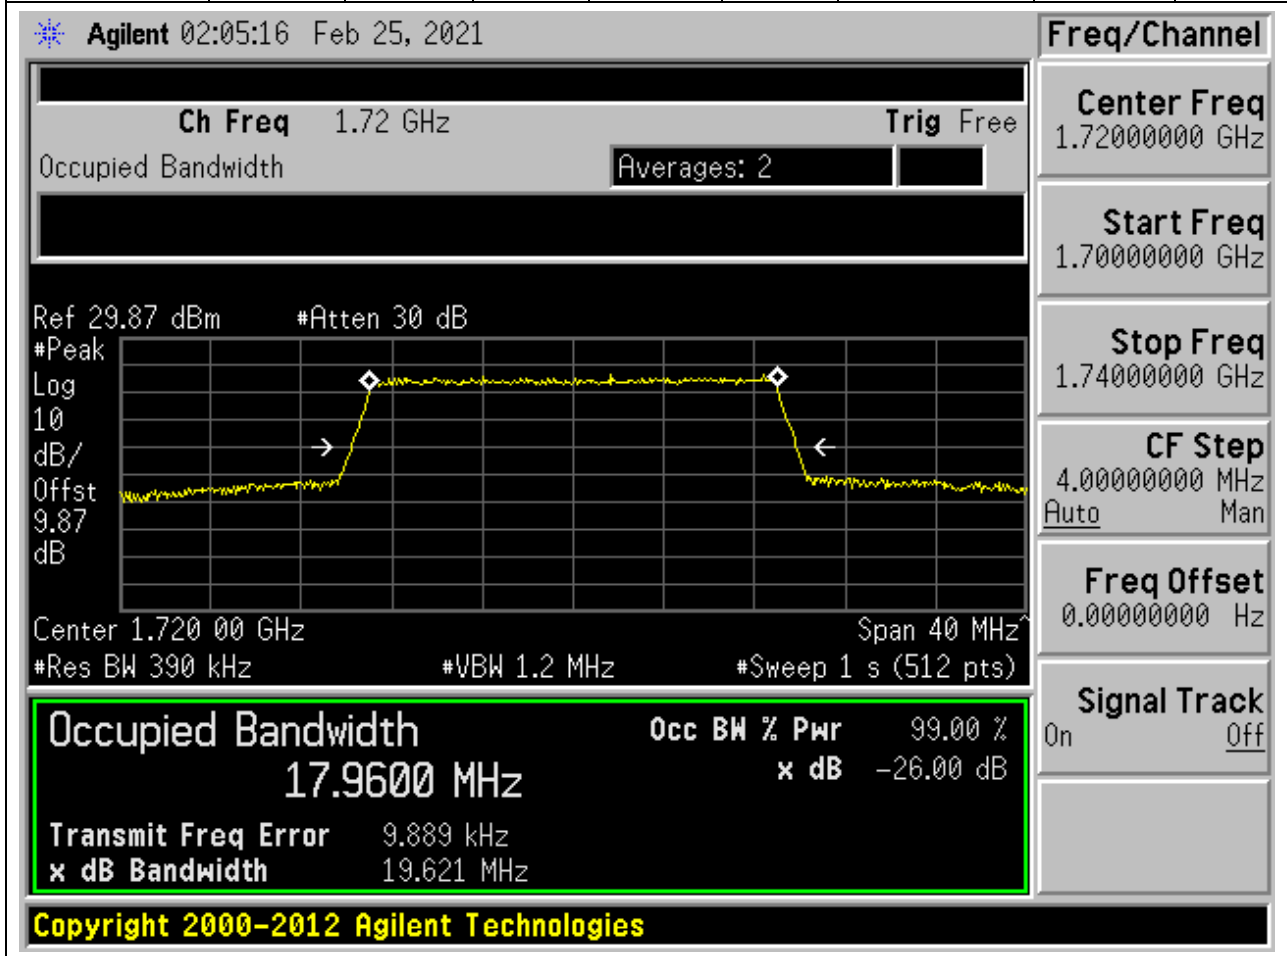 Agilent 02:05:16 Feb 25, 2021
Freq/Channel
Ch Freq 1.72 GHz Trig Free
Occupied Bandwidth Averages: 2
Center Freq
1.72000000 GHz
Start Freq
1.70000000 GHz
Stop Freq
1.74000000 GHz
CF Step
4.00000000 MHz
Auto Man
Freq Offset
0.00000000 Hz
Signal Track
On Off
Ref 29.87 dBm #Atten 30 dB
#Peak
Log
10
dB/
Offst
9.87
dB
Center 1.720 00 GHz Span 40 MHz^
#Res BW 390 kHz #VBW 1.2 MHz #Sweep 1 s (512 pts)
Occupied Bandwidth Occ BW % Pwr 99.00 %
17.9600 MHz x dB -26.00 dB
Transmit Freq Error 9.889 kHz
x dB Bandwidth 19.621 MHz
Copyright 2000-2012 Agilent Technologies